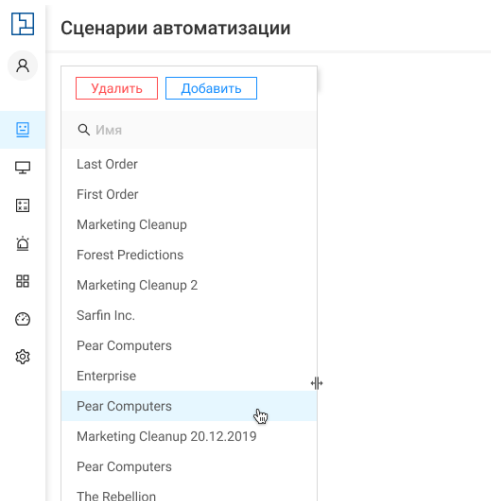 Сценарии автоматизации
Удалить Добавить
Имя
Last Order
First Order
Marketing Cleanup
Forest Predictions
Marketing Cleanup 2
Sarfin Inc.
Pear Computers
Enterprise
Pear Computers
Marketing Cleanup 20.12.2019
Pear Computers
The Rebellion